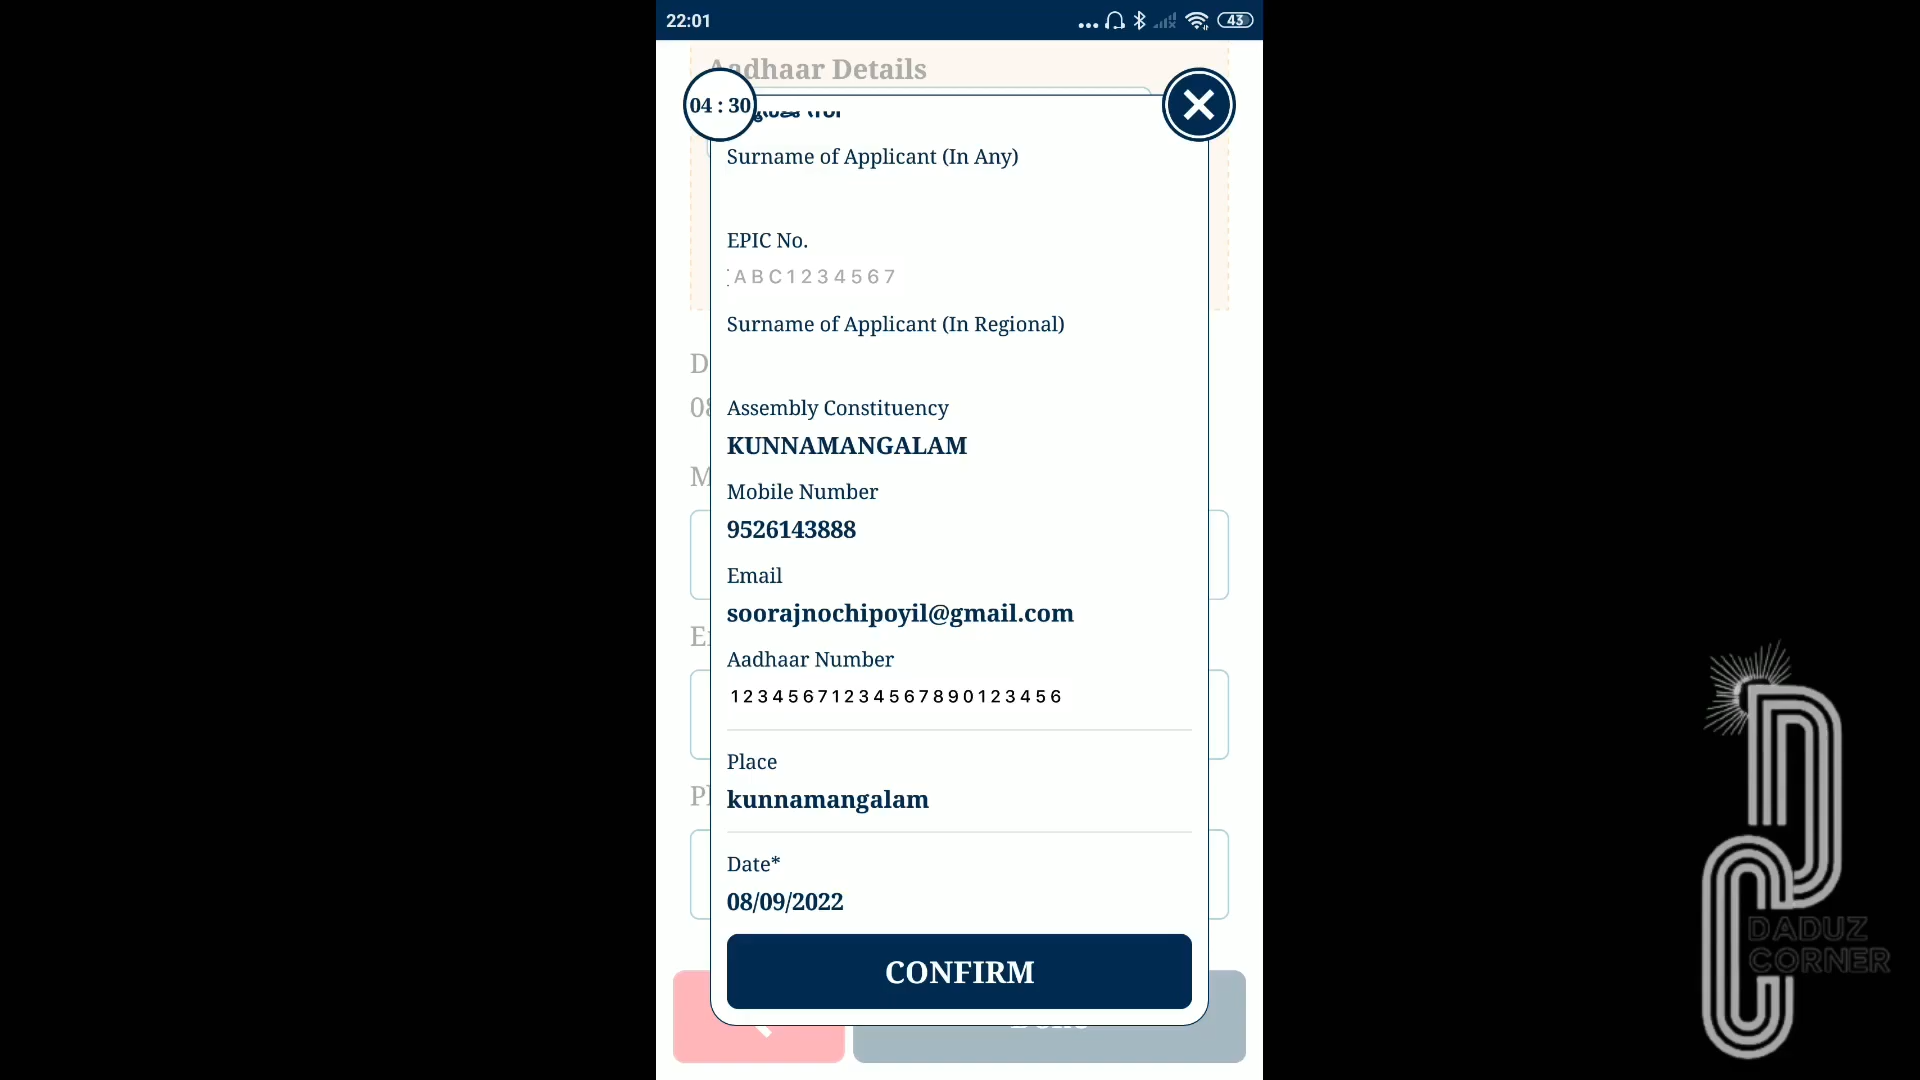 22:01
43
Aadhaar Details
04 : 30
Surname of Applicant (In Any)
EPIC No.
ABC1234567
Surname of Applicant (In Regional)
Assembly Constituency
KUNNAMANGALAM
Mobile Number
9526143888
Email
soorajnochipoyil@gmail.com
Aadhaar Number
12345671234567890123456
Place
kunnamangalam
Date*
08/09/2022
CONFIRM
DADUZ
CORNER